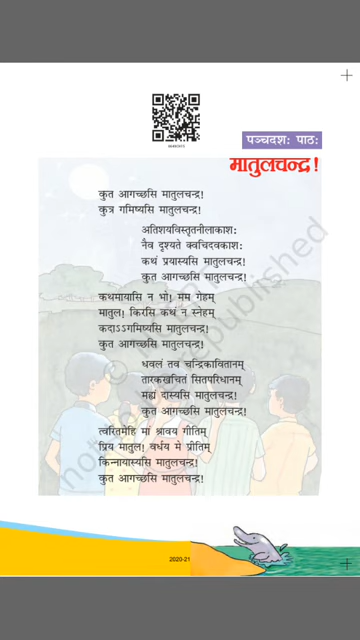 पञ्चदशः पाठः
मातुलचन्द्र!
कुत आगच्छसि मातुलचन्द्र!
कुत्र गमिष्यसि मातुलचन्द्र!
अतिशयविस्तृतनीलाकाशः
नैव दृश्यते क्वचिदवकाशः
कथं प्रयास्यसि मातुलचन्द्र!
कुत आगच्छसि मातुलचन्द्र!
कथमायासि न भो! मम गेहम्
मातुल! किरसि कथं न स्नेहम्
कदाऽऽगमिष्यसि मातुलचन्द्र!
कुत आगच्छसि मातुलचन्द्र!
धवलं तव चन्द्रिकावितानम्
तारकखचितं सितपरिधानम्
मह्यं दास्यसि मातुलचन्द्र!
कुत आगच्छसि मातुलचन्द्र!
त्वरितमेहि मां श्रावय गीतिम्
प्रिय मातुल! वर्धय मे प्रीतिम्
किन्नायास्यसि मातुलचन्द्र!
कुत आगच्छसि मातुलचन्द्र!
2020-21